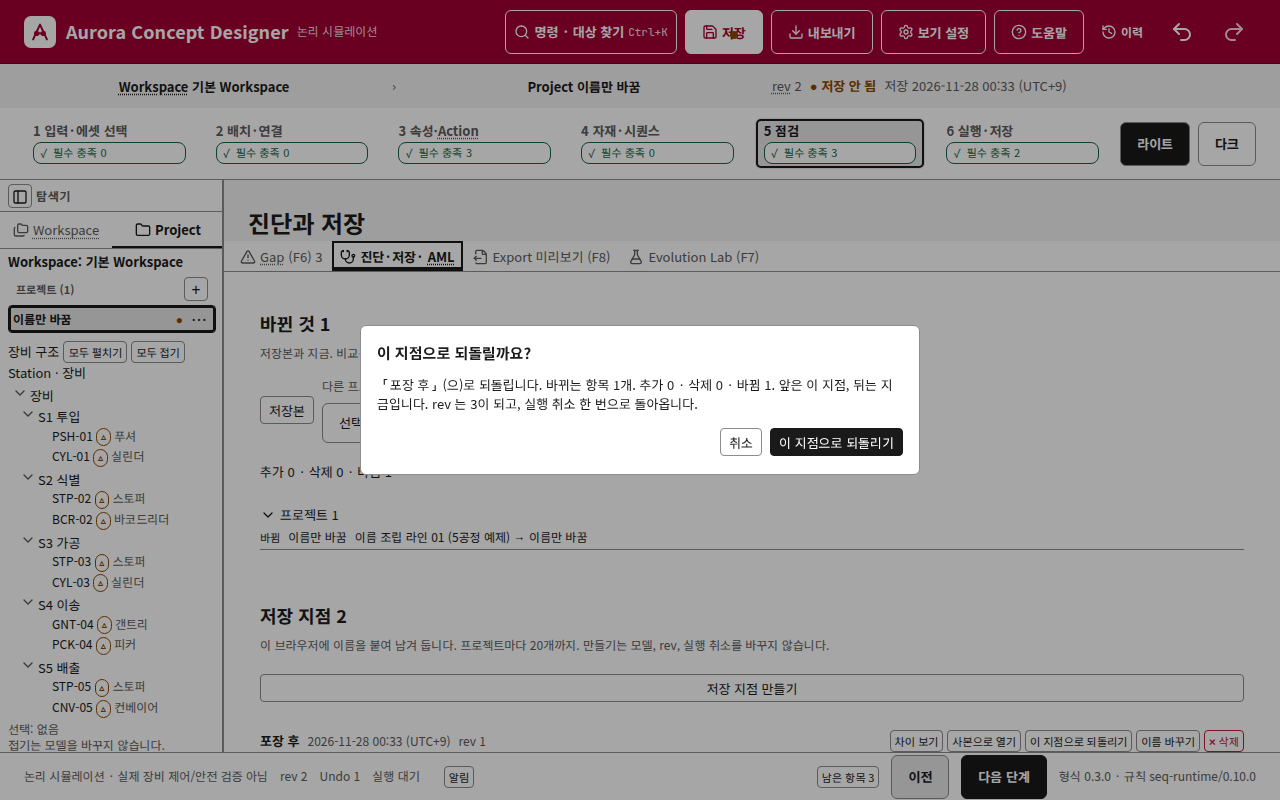 Aurora Concept Designer 논리 시뮬레이션 명령 · 대상 찾기 Ctrl+K 저장 내보내기 보기 설정 도움말 이력
Workspace 기본 Workspace › Project 이름만 바꿈 rev 2 ● 저장 안 됨 저장 2026-11-28 00:33 (UTC+9)
1 입력·에셋 선택 2 배치·연결 3 속성·Action 4 자재·시퀀스 5 점검 6 실행·저장
✓ 필수 충족 0 ✓ 필수 충족 0 ✓ 필수 충족 3 ✓ 필수 충족 0 ✓ 필수 충족 3 ✓ 필수 충족 2
라이트 다크
탐색기
Workspace Project
Workspace: 기본 Workspace
프로젝트 (1) +
이름만 바꿈 ● ···
장비 구조 모두 펼치기 모두 접기
Station · 장비
장비
S1 투입
PSH-01 푸셔
CYL-01 실린더
S2 식별
STP-02 스토퍼
BCR-02 바코드리더
S3 가공
STP-03 스토퍼
CYL-03 실린더
S4 이송
GNT-04 갠트리
PCK-04 피커
S5 배출
STP-05 스토퍼
CNV-05 컨베이어
선택: 없음
접기는 모델을 바꾸지 않습니다.
진단과 저장
Gap (F6) 3 진단·저장· AML Export 미리보기 (F8) Evolution Lab (F7)
바뀐 것 1
저장본과 지금. 비교
다른 프
저장본 선택
추가 0 · 삭제 0 · 바뀜 1
이 지점으로 되돌릴까요?
「포장 후」(으)로 되돌립니다. 바뀌는 항목 1개. 추가 0 · 삭제 0 · 바뀜 1. 앞은 이 지점, 뒤는 지
금입니다. rev 는 3이 되고, 실행 취소 한 번으로 돌아옵니다.
취소 이 지점으로 되돌리기
프로젝트 1
바뀜 이름만 바꿈 이름 조립 라인 01 (5공정 예제) → 이름만 바꿈
저장 지점 2
이 브라우저에 이름을 붙여 남겨 둡니다. 프로젝트마다 20개까지. 만들기는 모델, rev, 실행 취소를 바꾸지 않습니다.
저장 지점 만들기
포장 후 2026-11-28 00:33 (UTC+9) rev 1 차이 보기 사본으로 열기 이 지점으로 되돌리기 이름 바꾸기 × 삭제
논리 시뮬레이션 · 실제 장비 제어/안전 검증 아님 rev 2 Undo 1 실행 대기 알림 남은 항목 3 이전 다음 단계 형식 0.3.0 · 규칙 seq-runtime/0.10.0